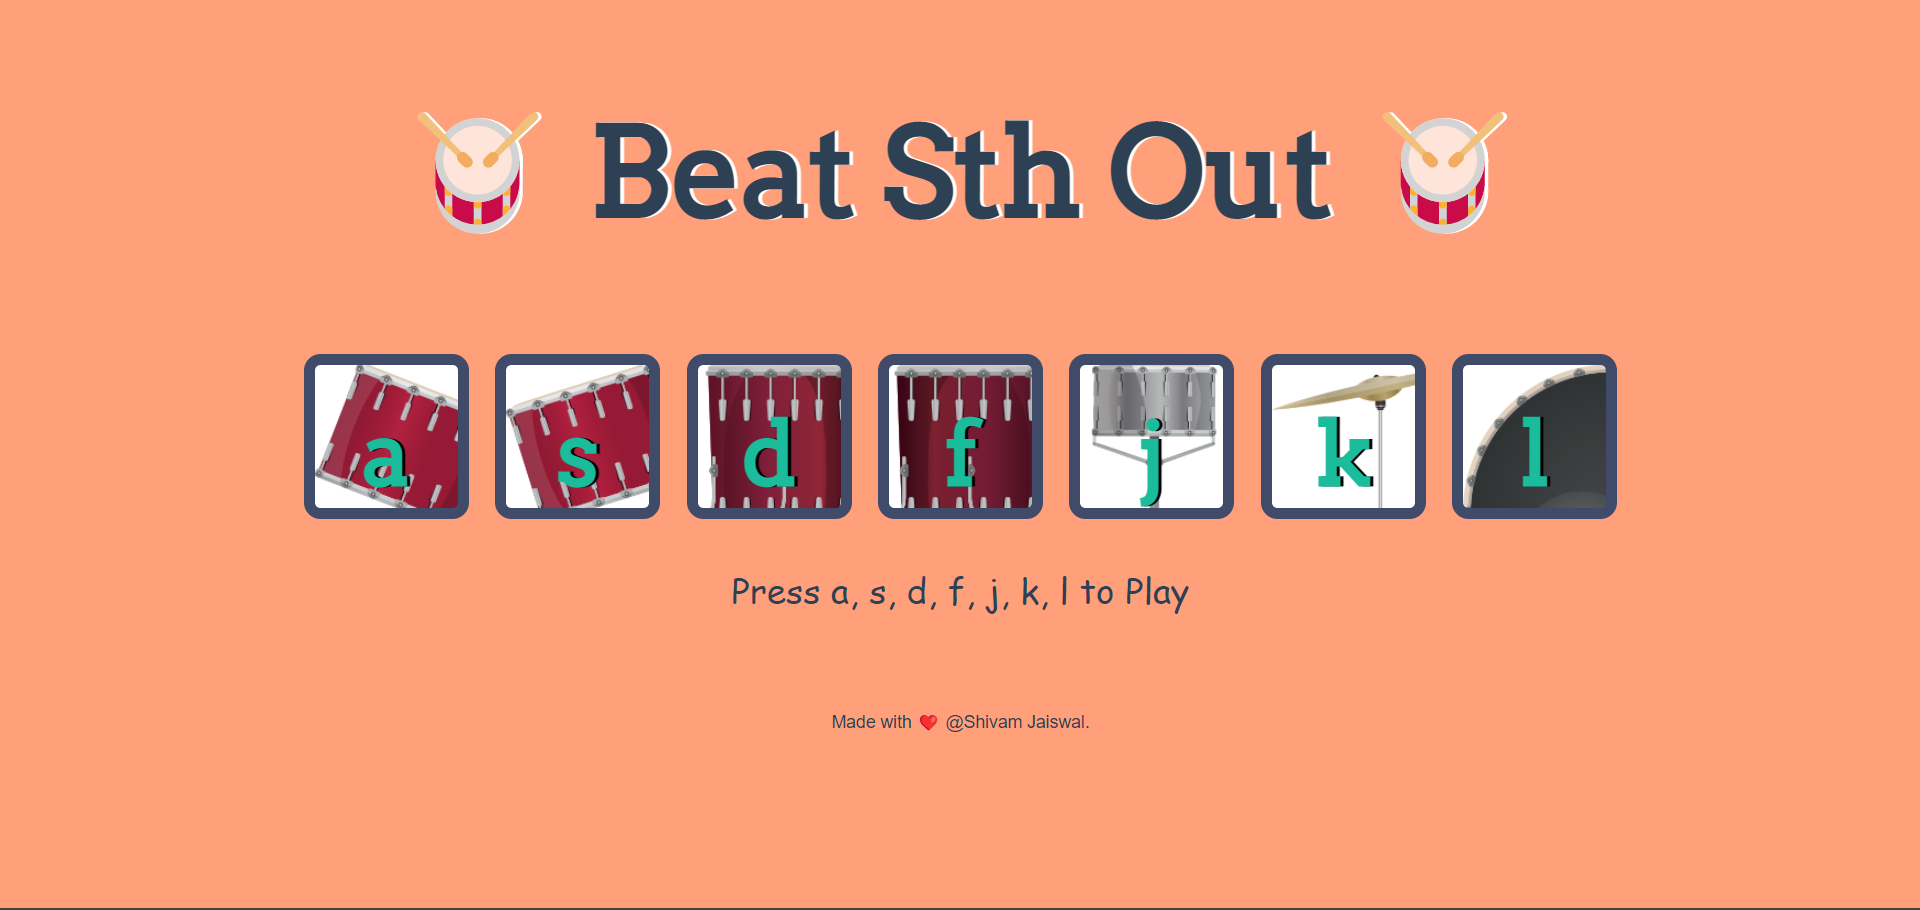 🥁 Beat Sth Out 🥁
a s d f j k l
Press a, s, d, f, j, k, l to Play
Made with ❤️ @Shivam Jaiswal.